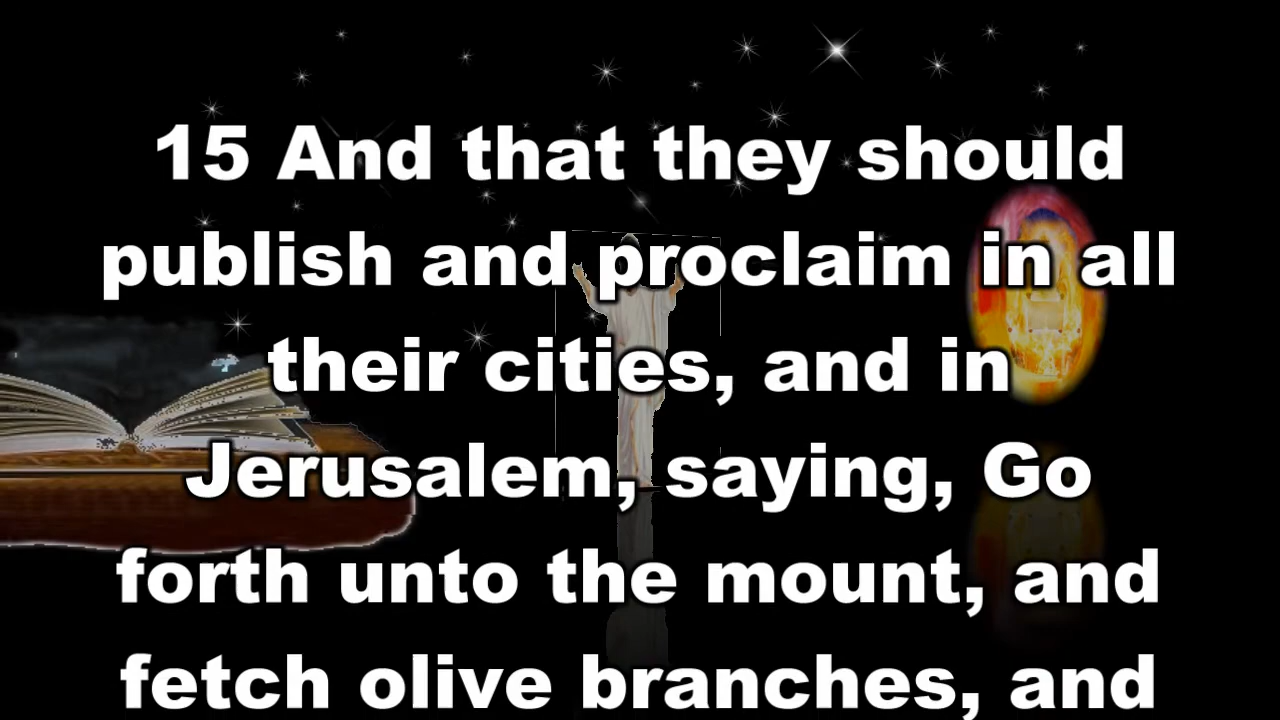 15 And that they should
publish and proclaim in all
their cities, and in
Jerusalem, saying, Go
forth unto the mount, and
fetch olive branches, and